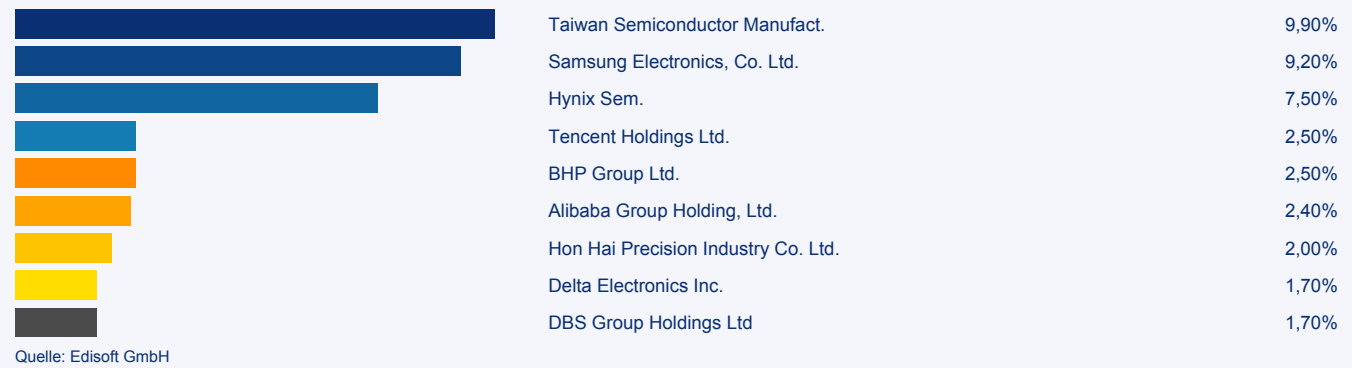 Taiwan Semiconductor Manufact. 9,90%
Samsung Electronics, Co. Ltd. 9,20%
Hynix Sem. 7,50%
Tencent Holdings Ltd. 2,50%
BHP Group Ltd. 2,50%
Alibaba Group Holding, Ltd. 2,40%
Hon Hai Precision Industry Co. Ltd. 2,00%
Delta Electronics Inc. 1,70%
DBS Group Holdings Ltd 1,70%
Quelle: Edisoft GmbH